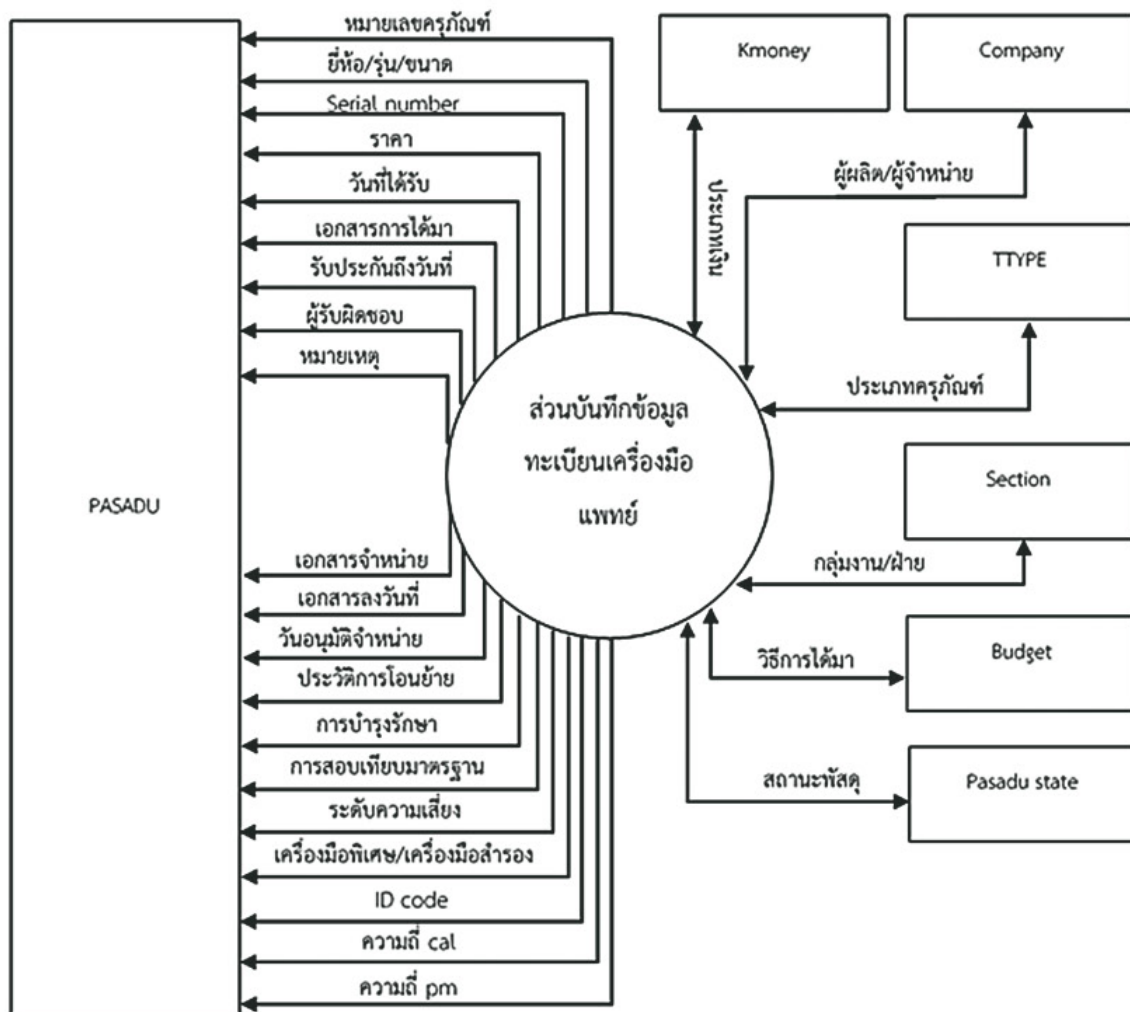 หมายเลขครุภัณฑ์
ยี่ห้อ/รุ่น/ขนาด
Serial number
ราคา
วันที่ได้รับ
เอกสารการได้มา
รับประกันถึงวันที่
ผู้รับผิดชอบ
หมายเหตุ
PASADU
เอกสารจำหน่าย
เอกสารลงวันที่
วันอนุมัติจำหน่าย
ประวัติการโอนย้าย
การบำรุงรักษา
การสอบเทียบมาตรฐาน
ระดับความเสี่ยง
เครื่องมือพิเศษ/เครื่องมือสำรอง
ID code
ความถี่ cal
ความถี่ pm
ส่วนบันทึกข้อมูล
ทะเบียนเครื่องมือ
แพทย์
Kmoney
ประเภทเงิน
Company
ผู้ผลิต/ผู้จำหน่าย
TTYPE
ประเภทครุภัณฑ์
Section
กลุ่มงาน/ฝ่าย
Budget
วิธีการได้มา
Pasadu state
สถานะพัสดุ